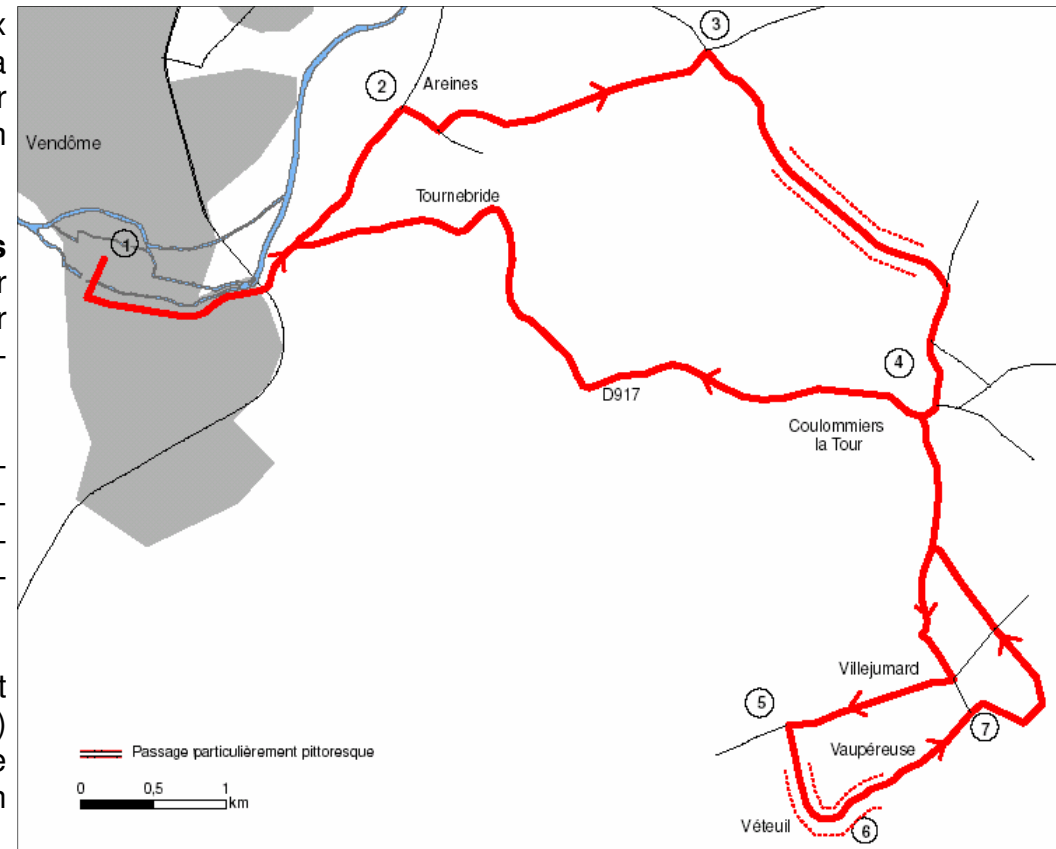 x
a
r
n
s
r
r
–
–
–
–
–
t
)
e
n
Vendôme
1
2
Areines
3
Tournebride
D917
4
Coulommiers
la Tour
Villejumard
5
Vaupéreuse
7
Véteuil
6
Passage particulièrement pittoresque
0 0,5 1
km